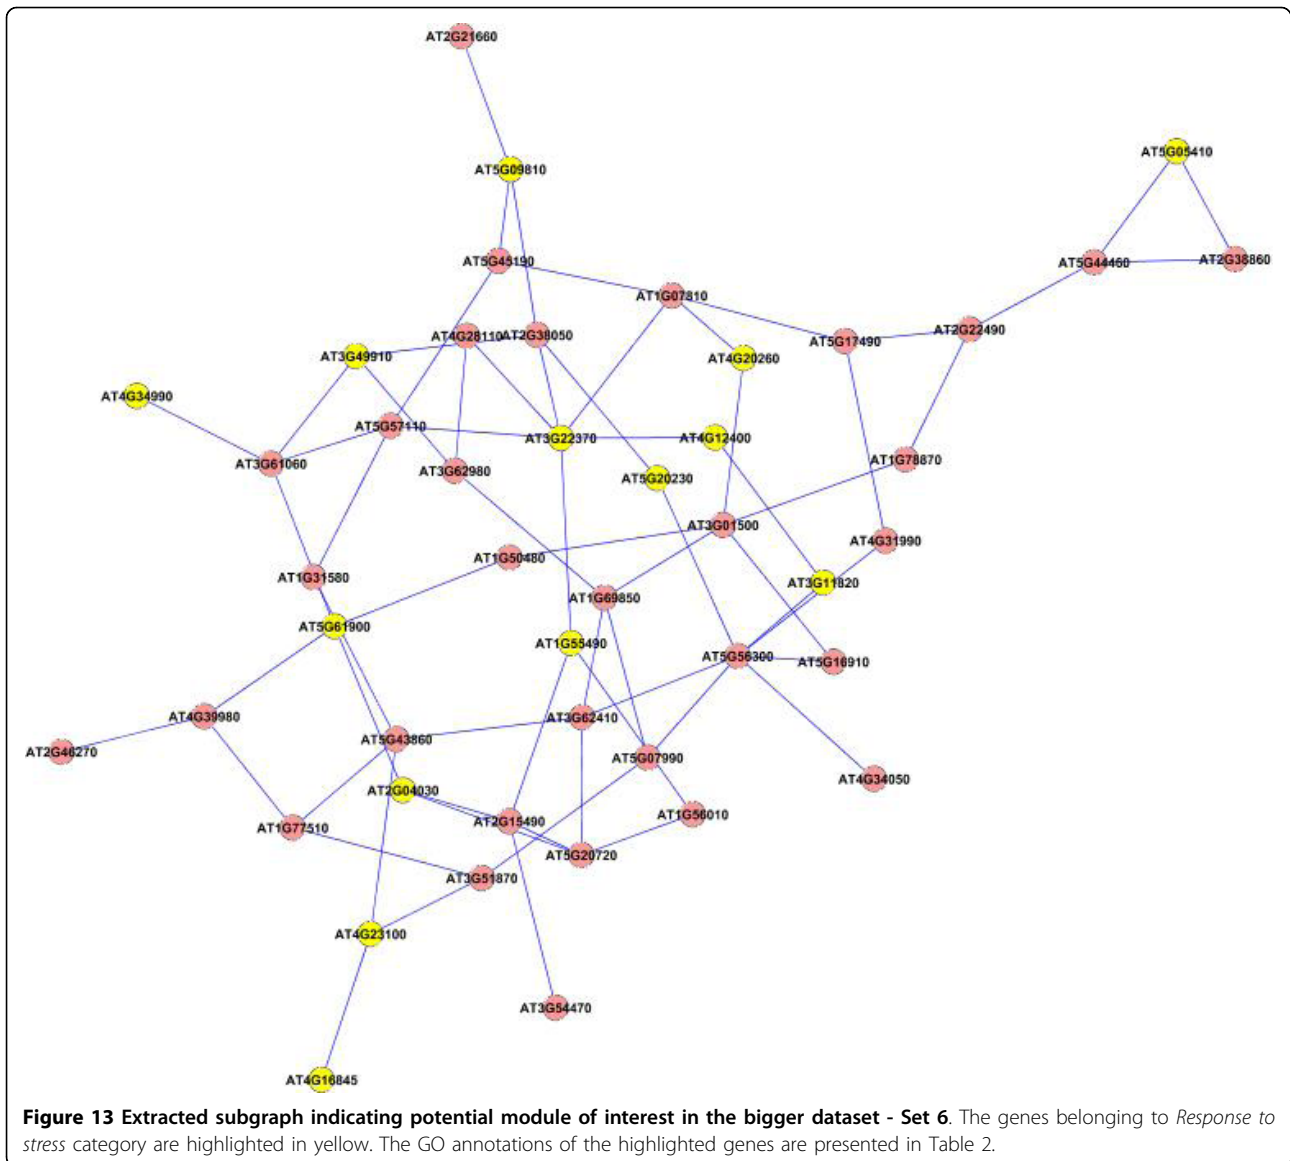 AT2G21660
AT5G05410
AT5G09810
AT5G45190
AT5G44460
AT2G38860
AT1G07810
AT4G28110
AT2G38050
AT5G17490
AT2G22490
AT3G49910
AT4G20260
AT4G34990
AT5G57110
AT3G22370
AT4G12400
AT3G61060
AT3G62980
AT5G20230
AT1G78870
AT3G01500
AT4G31990
AT1G50480
AT1G31580
AT3G11820
AT1G69850
AT5G61900
AT1G55490
AT5G56300
AT5G16910
AT4G39980
AT3G62410
AT2G46270
AT5G43860
AT5G07990
AT4G34050
AT2G04030
AT1G77510
AT2G15490
AT1G56010
AT5G20720
AT3G51870
AT4G23100
AT3G54470
AT4G16845
Figure 13 Extracted subgraph indicating potential module of interest in the bigger dataset - Set 6. The genes belonging to Response to
stress category are highlighted in yellow. The GO annotations of the highlighted genes are presented in Table 2.